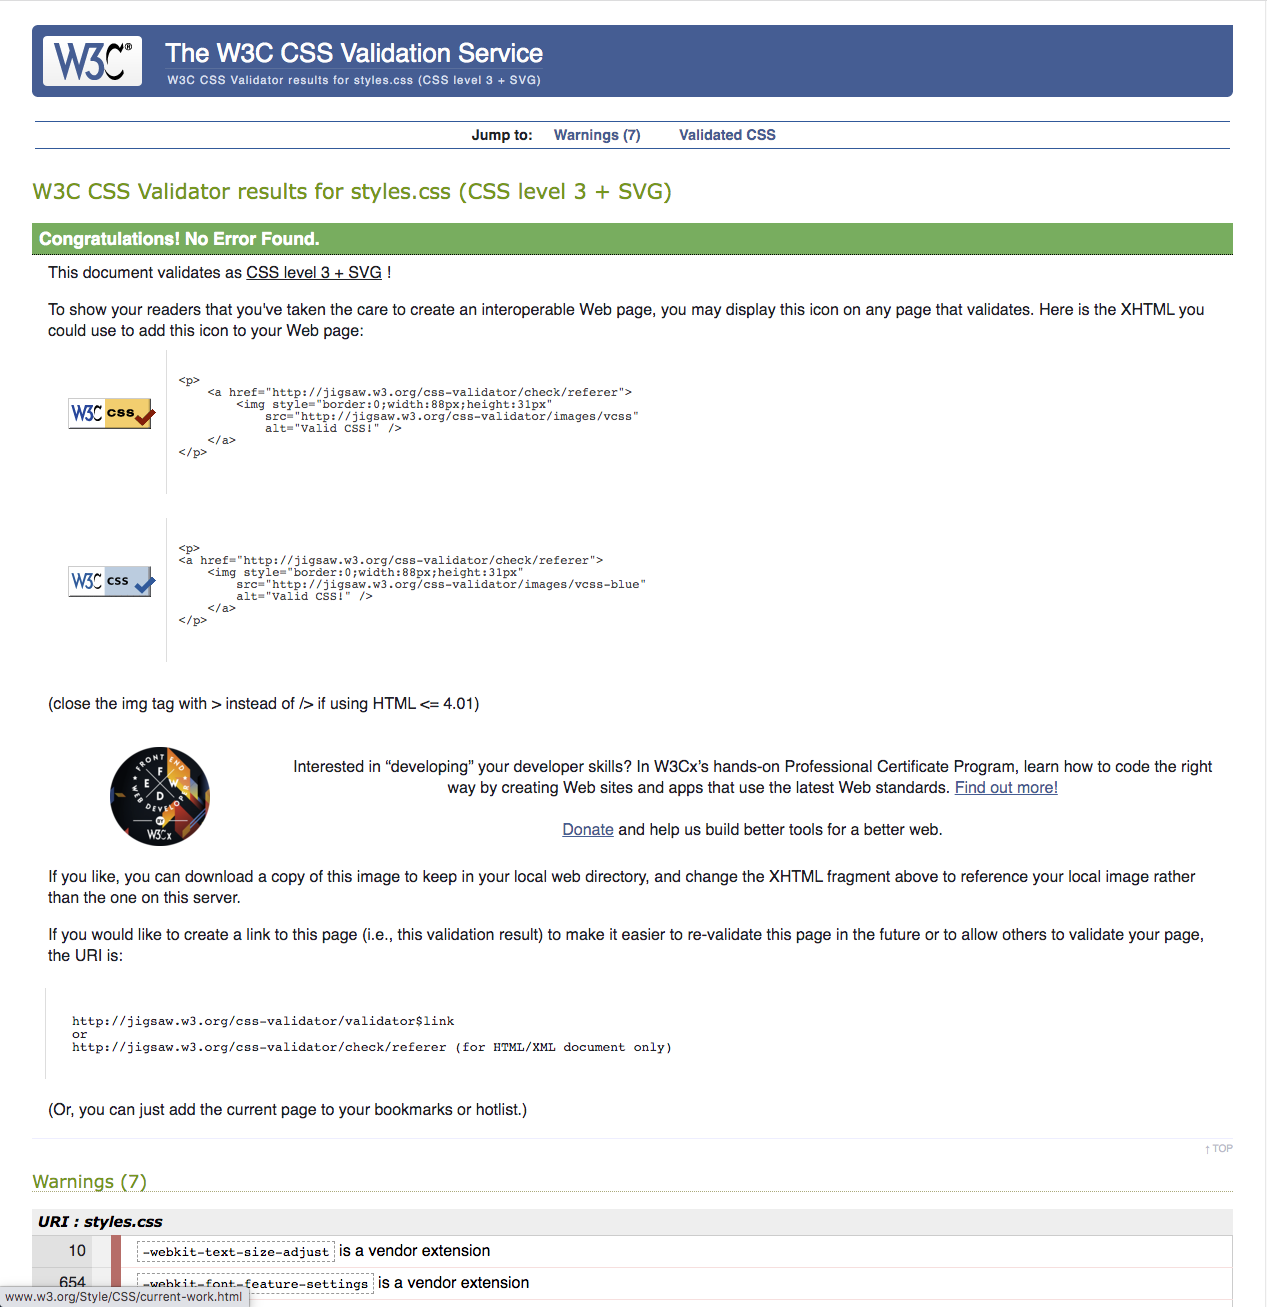 W3C®
The W3C CSS Validation Service
W3C CSS Validator results for styles.css (CSS level 3 + SVG)
Jump to: Warnings (7) Validated CSS
W3C CSS Validator results for styles.css (CSS level 3 + SVG)
Congratulations! No Error Found.
This document validates as CSS level 3 + SVG !
To show your readers that you've taken the care to create an interoperable Web page, you may display this icon on any page that validates. Here is the XHTML you
could use to add this icon to your Web page:
W3C css
<p>
<a href="http://jigsaw.w3.org/css-validator/check/referer">
<img style="border:0;width:88px;height:31px"
src="http://jigsaw.w3.org/css-validator/images/vcss"
alt="Valid CSS!" />
</a>
</p>
W3C css
<p>
<a href="http://jigsaw.w3.org/css-validator/check/referer">
<img style="border:0;width:88px;height:31px"
src="http://jigsaw.w3.org/css-validator/images/vcss-blue"
alt="Valid CSS!" />
</a>
</p>
(close the img tag with > instead of /> if using HTML <= 4.01)
FRONT END
F
E W
D
WEB DEVELOPER
BY
W3Cx
Interested in “developing” your developer skills? In W3Cx’s hands-on Professional Certificate Program, learn how to code the right
way by creating Web sites and apps that use the latest Web standards. Find out more!
Donate and help us build better tools for a better web.
If you like, you can download a copy of this image to keep in your local web directory, and change the XHTML fragment above to reference your local image rather
than the one on this server.
If you would like to create a link to this page (i.e., this validation result) to make it easier to re-validate this page in the future or to allow others to validate your page,
the URI is:
http://jigsaw.w3.org/css-validator/validator$link
or
http://jigsaw.w3.org/css-validator/check/referer (for HTML/XML document only)
(Or, you can just add the current page to your bookmarks or hotlist.)
↑ TOP
Warnings (7)
URI : styles.css
10 -webkit-text-size-adjust is a vendor extension
654 -webkit-font-feature-settings is a vendor extension
www.w3.org/Style/CSS/current-work.html